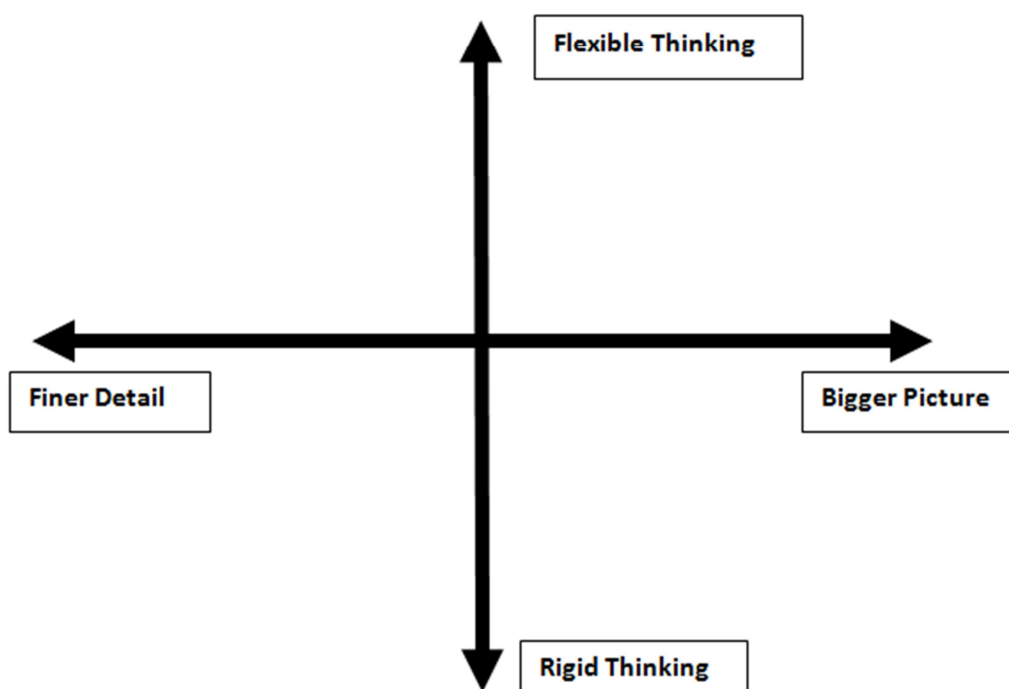 Flexible Thinking
Finer Detail
Bigger Picture
Rigid Thinking